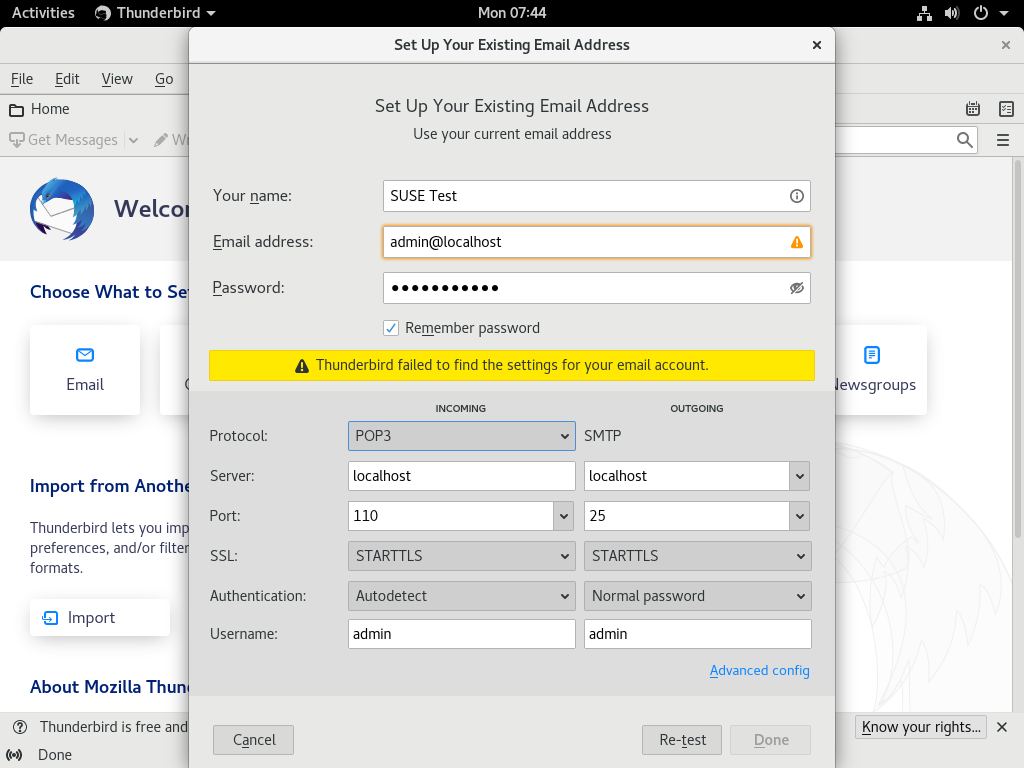 Activities Thunderbird Mon 07:44
Set Up Your Existing Email Address
File Edit View Go
Home
Get Messages
Set Up Your Existing Email Address
Use your current email address
Your name: SUSE Test
Email address: admin@localhost
Password: ●●●●●●●●●●●
Remember password
Thunderbird failed to find the settings for your email account.
INCOMING OUTGOING
Protocol: POP3 SMTP
Server: localhost localhost
Port: 110 25
SSL: STARTTLS STARTTLS
Authentication: Autodetect Normal password
Username: admin admin
Advanced config
Cancel Re-test Done
Welco
Choose What to Se
Email
Newsgroups
Import from Anothe
Thunderbird lets you imp
preferences, and/or filter
formats.
Import
About Mozilla Thun
Thunderbird is free and
Know your rights...
Done